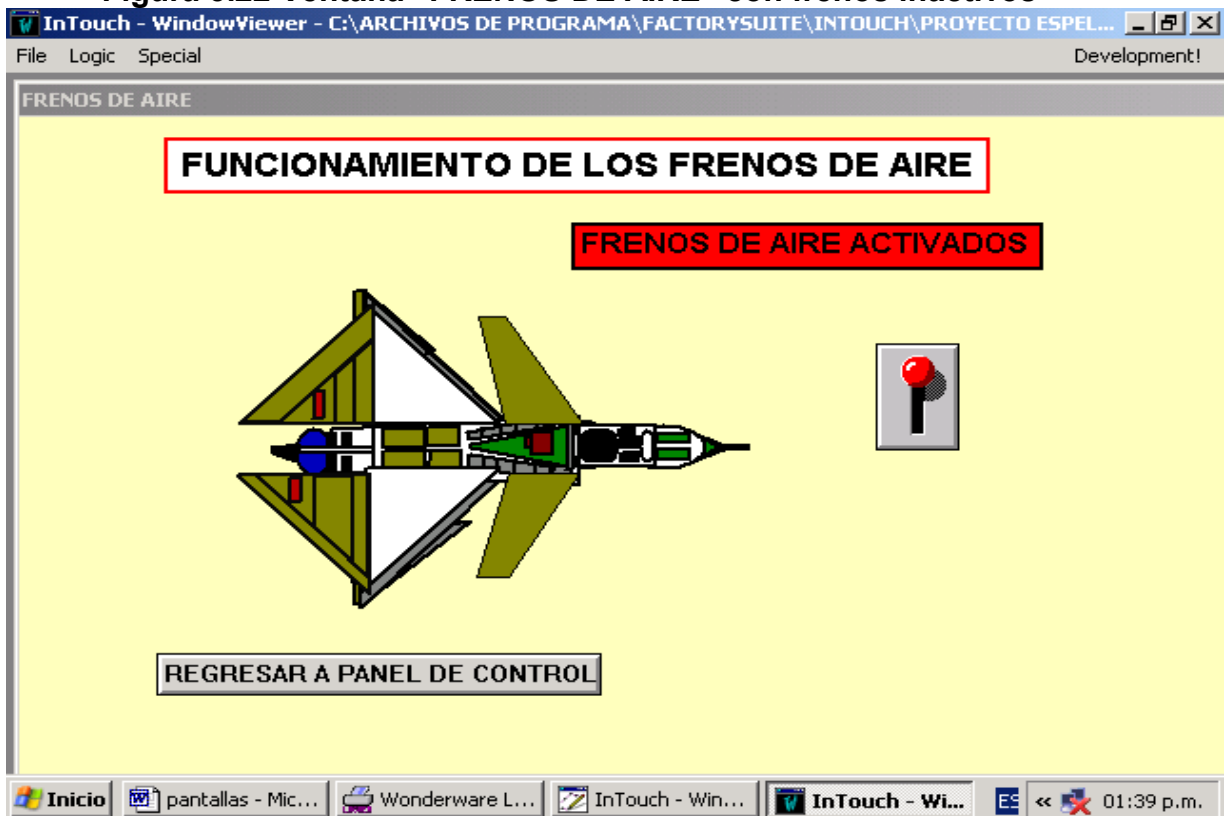 InTouch - WindowViewer - C:\ARCHIVOS DE PROGRAMA\FACTORYSUITE\INTOUCH\PROYECTO ESPEL...
File Logic Special Development!
FRENOS DE AIRE
FUNCIONAMIENTO DE LOS FRENOS DE AIRE
FRENOS DE AIRE ACTIVADOS
REGRESAR A PANEL DE CONTROL
Inicio pantallas - Mic... Wonderware L... InTouch - Win... InTouch - Wi... ES « 01:39 p.m.